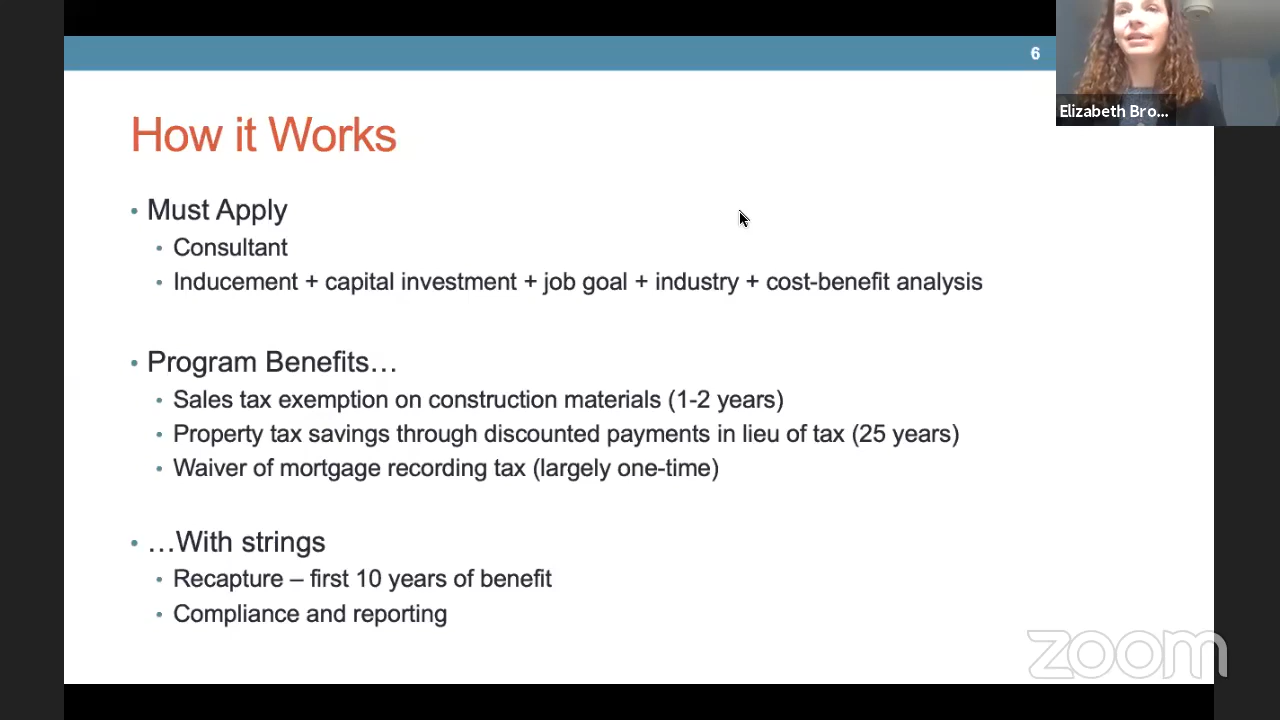 6
Elizabeth Bro...
How it Works
• Must Apply
• Consultant
• Inducement + capital investment + job goal + industry + cost-benefit analysis
• Program Benefits…
• Sales tax exemption on construction materials (1-2 years)
• Property tax savings through discounted payments in lieu of tax (25 years)
• Waiver of mortgage recording tax (largely one-time)
• …With strings
• Recapture – first 10 years of benefit
• Compliance and reporting
zoom